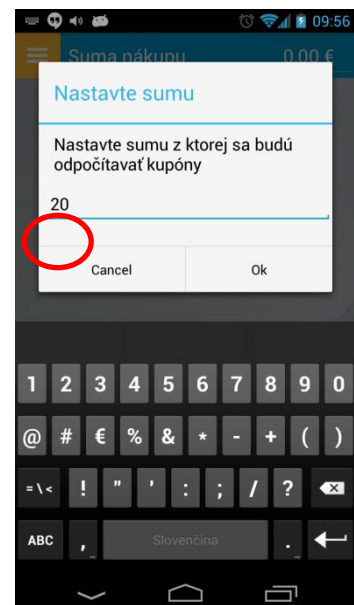 09:56
Suma nákupu 0.00 €
Nastavte sumu
Nastavte sumu z ktorej sa budú
odpočítavať kupóny
20
Cancel Ok
1 2 3 4 5 6 7 8 9 0
@ # € % & * - + ( )
= \ < ! " ' : ; / ?
ABC , Slovenčina .